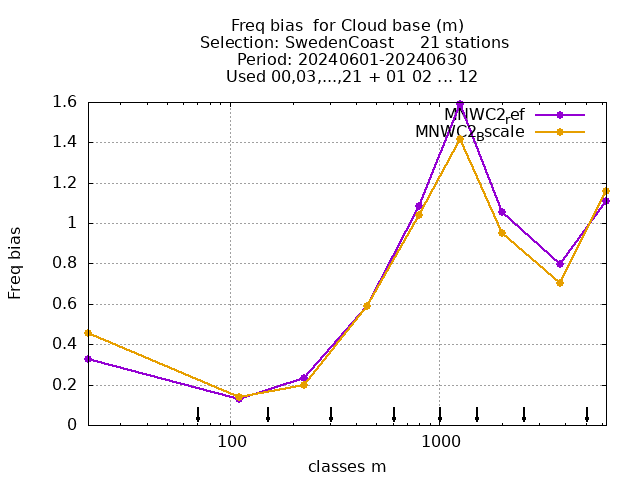 Freq bias  for Cloud base (m)
Selection: SwedenCoast     21 stations
Period: 20240601-20240630
Used 00,03,...,21 + 01 02 ... 12
MNWC2ref
MNWC2Bscale
1.6
1.4
1.2
1
0.8
0.6
0.4
0.2
0
Freq bias
100
1000
classes m